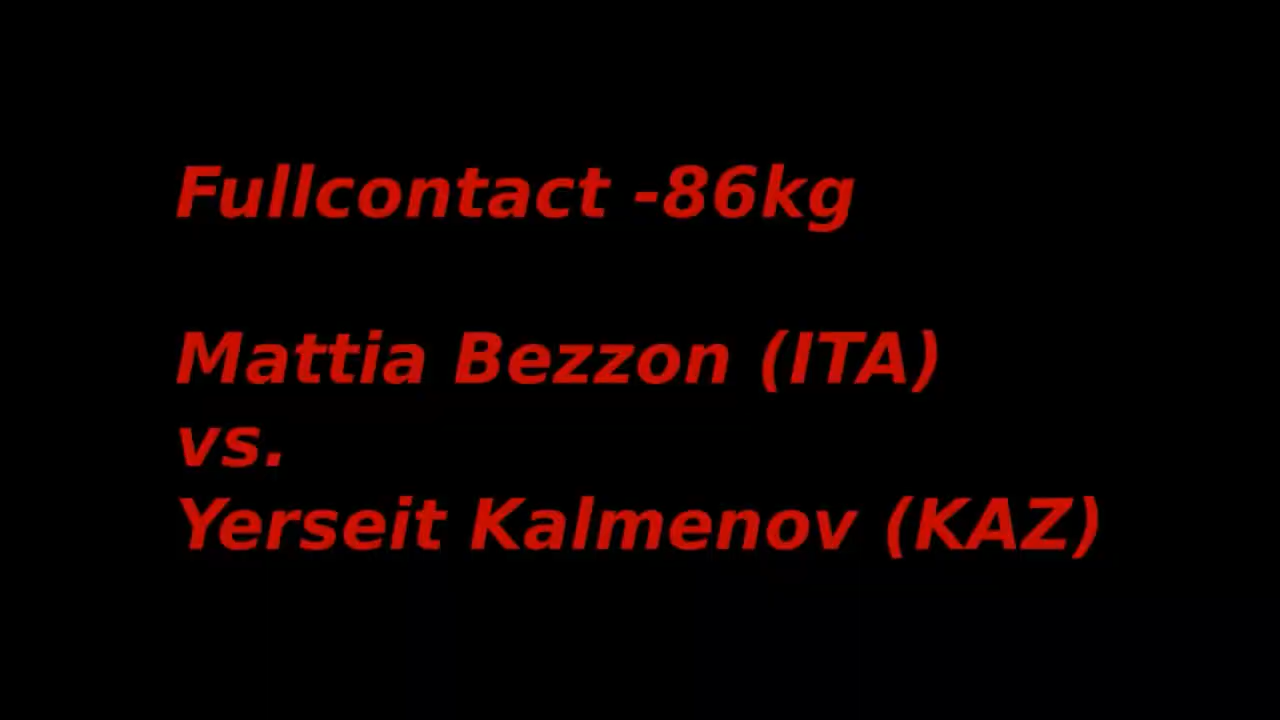 Fullcontact -86kg
Mattia Bezzon (ITA)
vs.
Yerseit Kalmenov (KAZ)